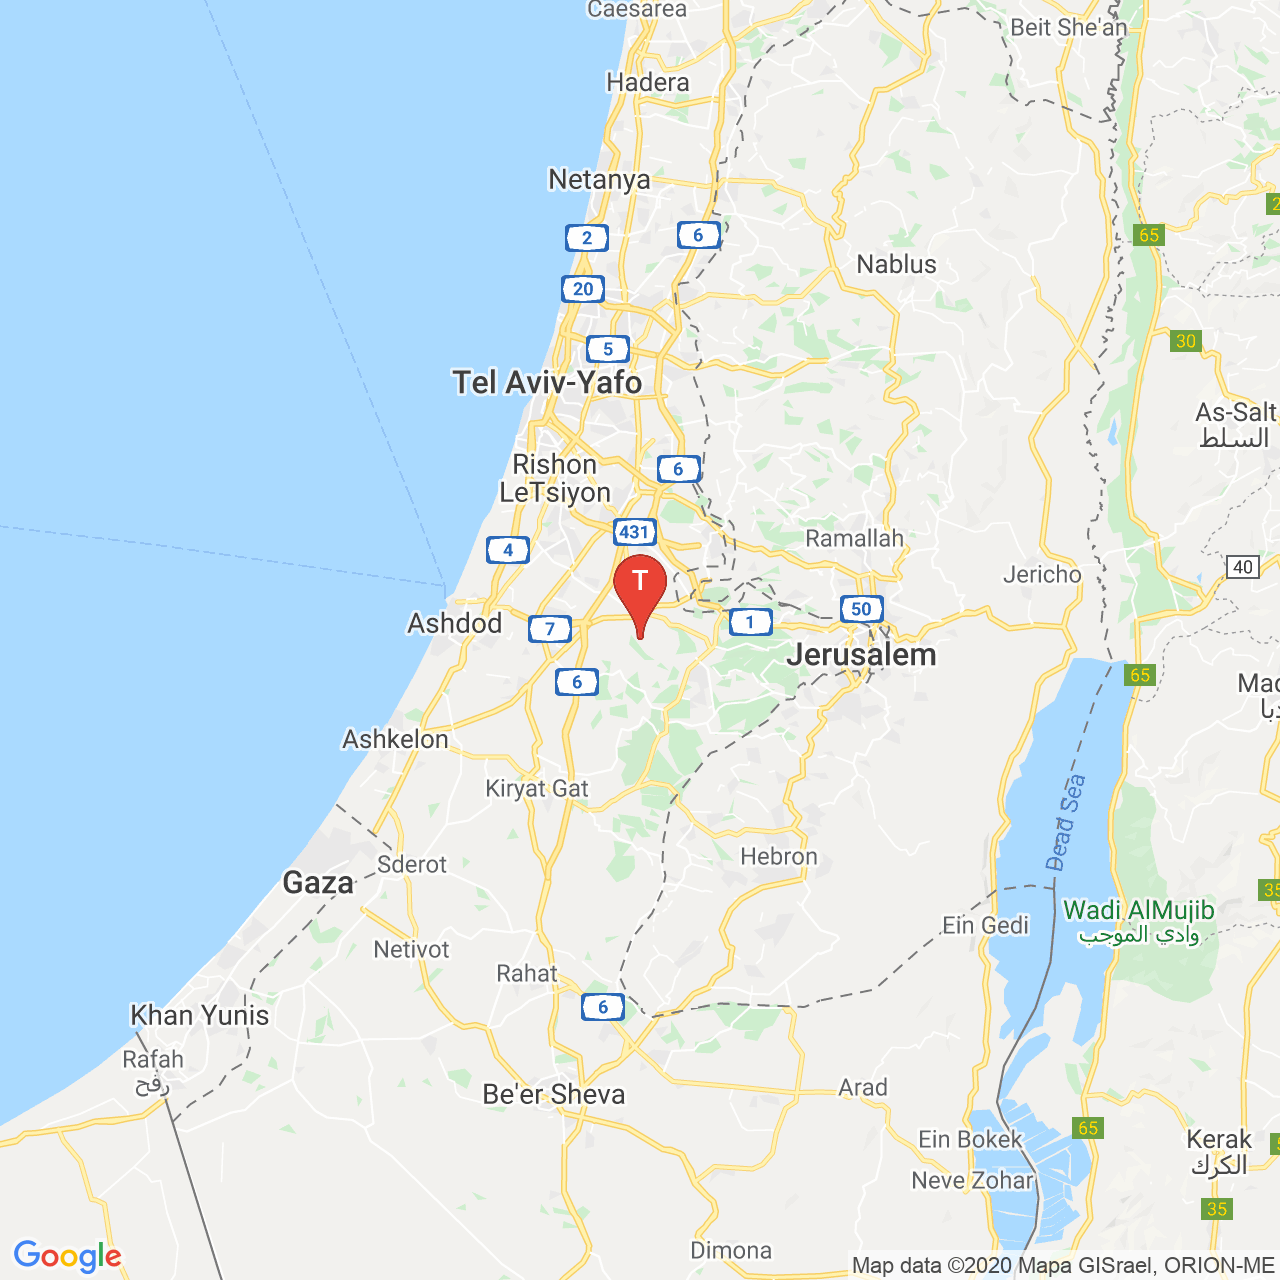 Caesarea
Beit She'an
Hadera
Netanya
2
6
65
2
Nablus
20
5
30
Tel Aviv-Yafo
As-Salt
السلط
Rishon
LeTsiyon
6
431
4
Ramallah
Jericho
40
T
50
Ashdod
7
1
Jerusalem
6
65
Ashkelon
Kiryat Gat
Dead Sea
Sderot
Hebron
Gaza
35
Wadi AlMujib
وادي الموجب
Ein Gedi
Netivot
Rahat
6
Khan Yunis
Rafah
رفح
Be'er Sheva
Arad
65
Ein Bokek
Kerak
الكرك
Neve Zohar
35
Dimona
Google
Map data ©2020 Mapa GISrael, ORION-ME